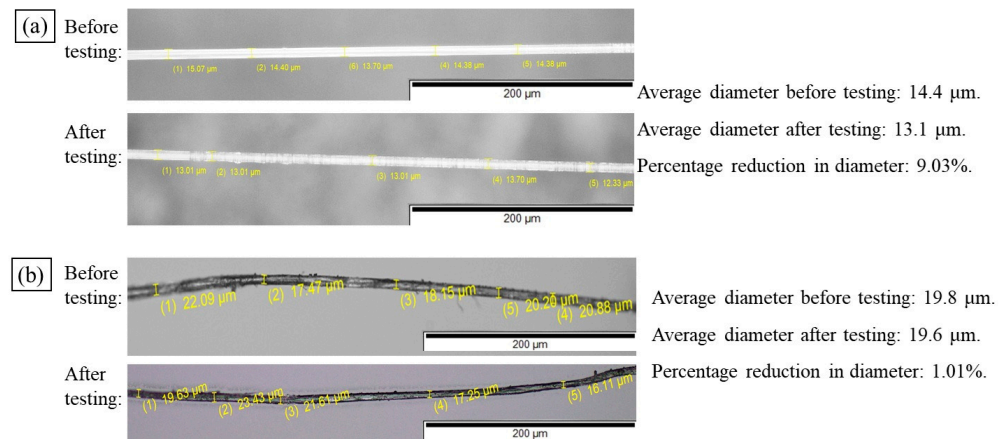 (a)
Before
testing:
(1) 15.07 µm
(2) 14.40 µm
(6) 13.70 µm
(4) 14.38 µm
(5) 14.38 µm
200 µm
After
testing:
(1) 13.01 µm
(2) 13.01 µm
(3) 13.01 µm
(4) 13.70 µm
(5) 12.33 µm
200 µm
Average diameter before testing: 14.4 µm.
Average diameter after testing: 13.1 µm.
Percentage reduction in diameter: 9.03%.
(b)
Before
testing:
(1) 22.09 µm
(2) 17.47 µm
(3) 18.15 µm
(5) 20.20 µm
(4) 20.88 µm
200 µm
After
testing:
(1) 19.63 µm
(2) 23.43 µm
(3) 21.61 µm
(4) 17.25 µm
(5) 16.11 µm
200 µm
Average diameter before testing: 19.8 µm.
Average diameter after testing: 19.6 µm.
Percentage reduction in diameter: 1.01%.